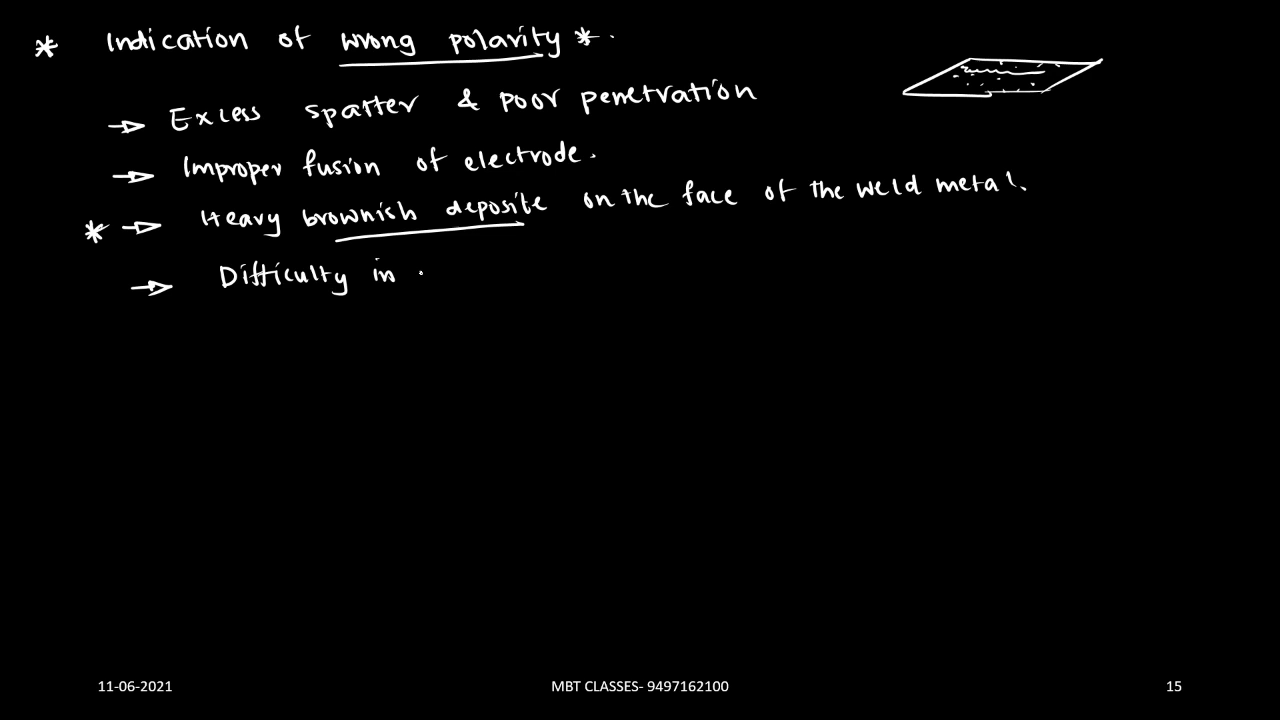 * Indication of wrong polarity *.
→ Excess spatter & poor penetration
→ Improper fusion of electrode.
* → Heavy brownish deposite on the face of the weld metal.
→ Difficulty in .
11-06-2021 MBT CLASSES- 9497162100 15